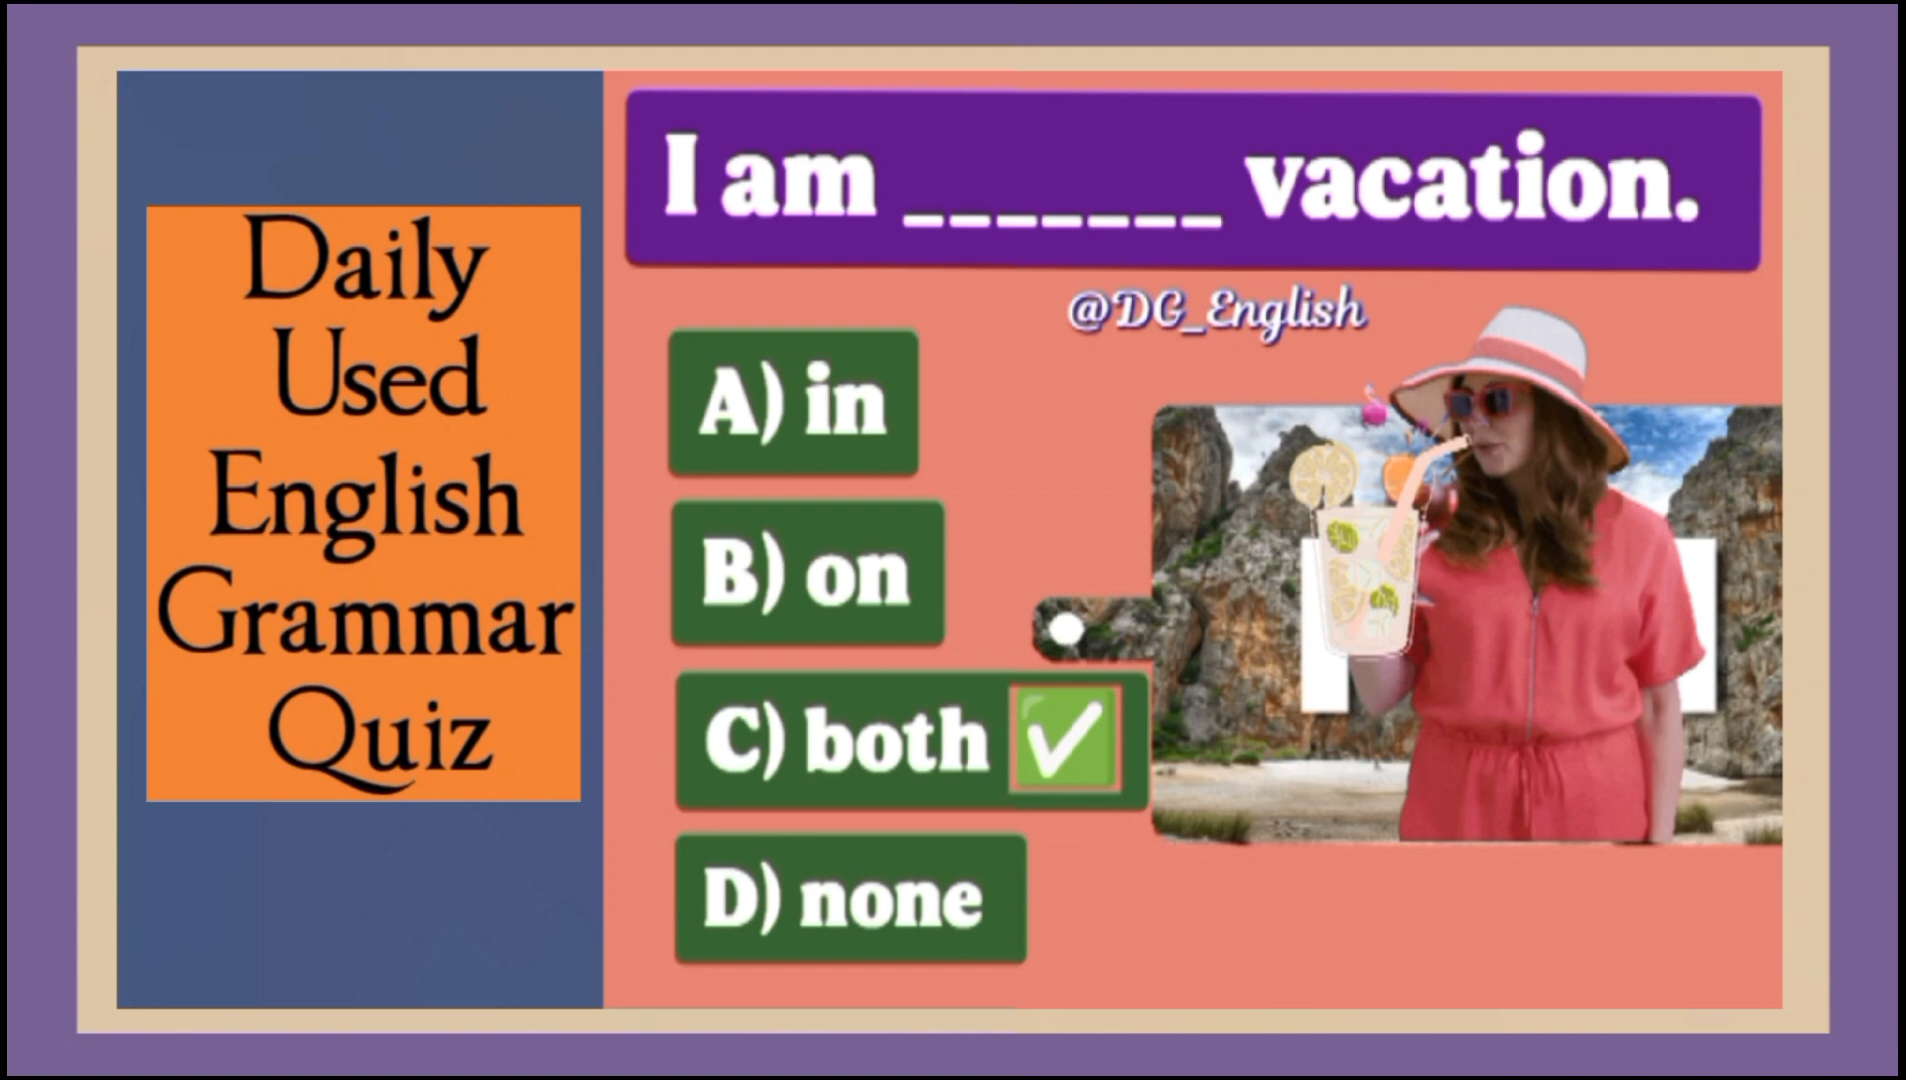 Daily
Used
English
Grammar
Quiz
I am _______ vacation.
@DG_English
A) in
B) on
C) both ✅
D) none